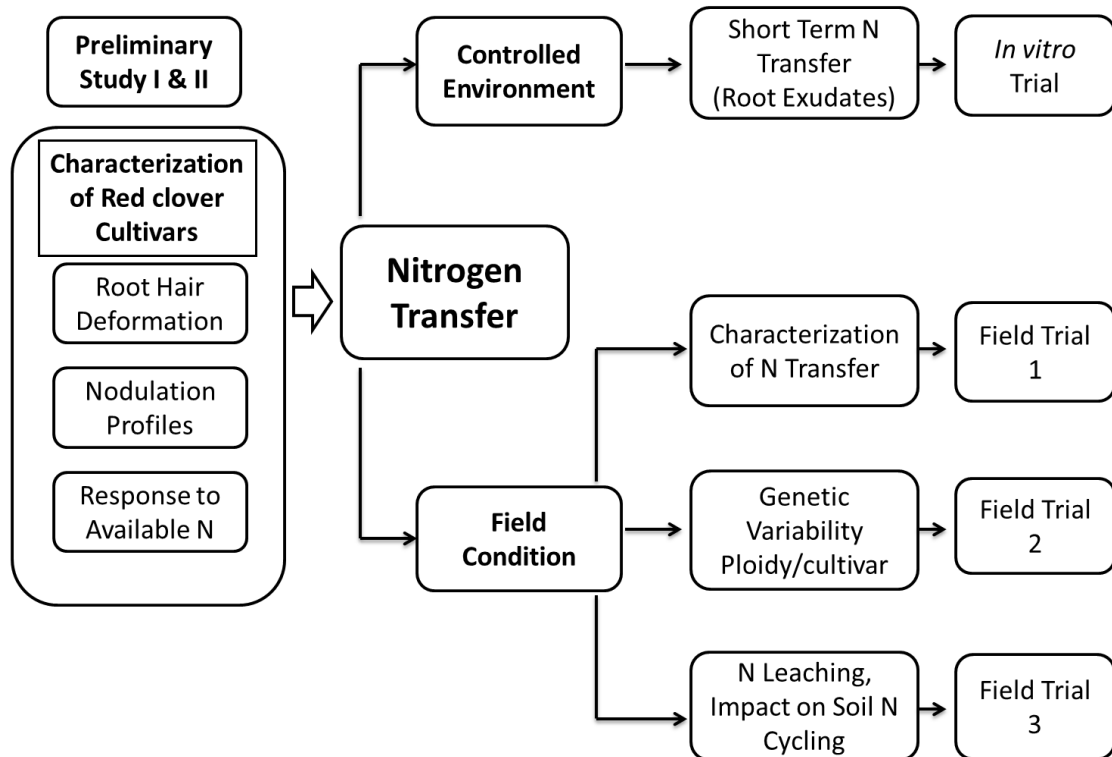 Preliminary
Study I & II
Characterization
of Red clover
Cultivars
Root Hair
Deformation
Nodulation
Profiles
Response to
Available N
Nitrogen
Transfer
Controlled
Environment
Short Term N
Transfer
(Root Exudates)
In vitro
Trial
Field
Condition
Characterization
of N Transfer
Field Trial
1
Genetic
Variability
Ploidy/cultivar
Field Trial
2
N Leaching,
Impact on Soil N
Cycling
Field Trial
3